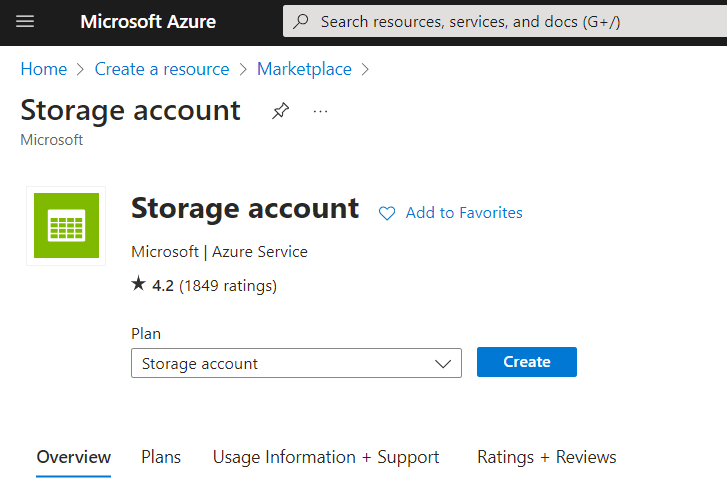 Microsoft Azure
Search resources, services, and docs (G+/)
Home > Create a resource > Marketplace >
Storage account ...
Microsoft
Storage account
Add to Favorites
Microsoft | Azure Service
★ 4.2 (1849 ratings)
Plan
Storage account
Create
Overview Plans Usage Information + Support Ratings + Reviews